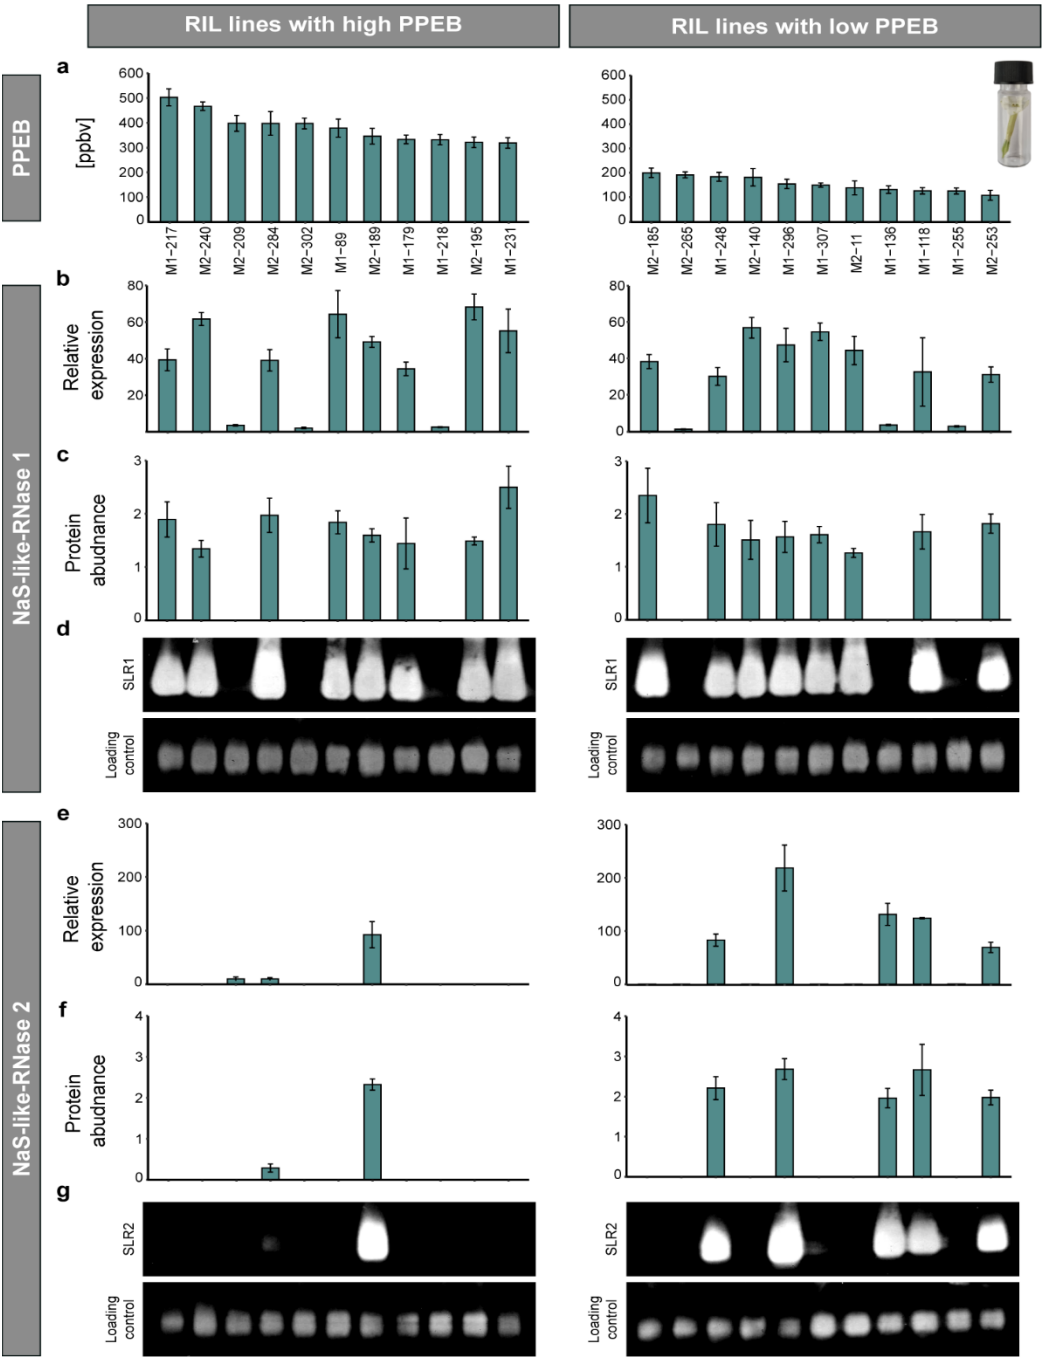 RIL lines with high PPEB
RIL lines with low PPEB
PPEB
a
[ppbv]
600
500
400
300
200
100
0
M1-217
M2-240
M2-209
M2-284
M2-302
M1-89
M2-189
M1-179
M1-218
M2-195
M1-231
600
500
400
300
200
100
0
M2-185
M2-265
M1-248
M2-140
M1-296
M1-307
M2-11
M1-136
M1-118
M1-255
M2-253
NaS-like-RNase 1
b
Relative
expression
80
60
40
20
80
60
40
20
0
c
Protein
abudnance
3
2
1
0
3
2
1
0
d
SLR1
SLR1
Loading
control
Loading
control
NaS-like-RNase 2
e
Relative
expression
300
200
100
0
300
200
100
0
f
Protein
abudnance
4
3
2
1
0
4
3
2
1
0
g
SLR2
SLR2
Loading
control
Loading
control